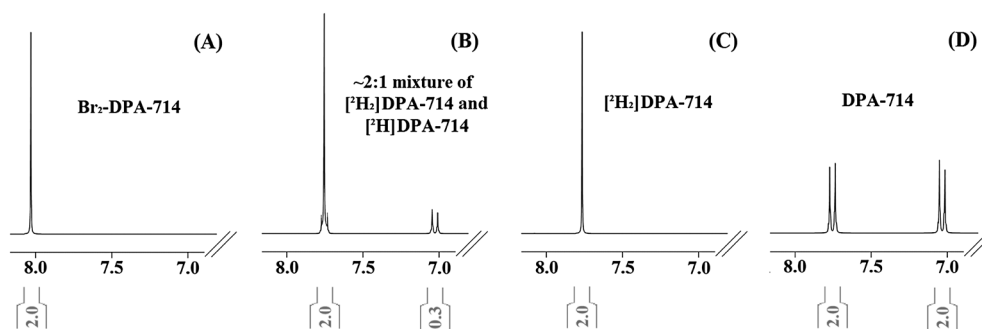 (A)
Br₂-DPA-714
8.0 7.5 7.0
2.0
(B)
~2:1 mixture of
[²H₂]DPA-714 and
[²H]DPA-714
8.0 7.5 7.0
2.0 0.3
(C)
[²H₂]DPA-714
8.0 7.5 7.0
2.0
(D)
DPA-714
8.0 7.5 7.0
2.0 2.0